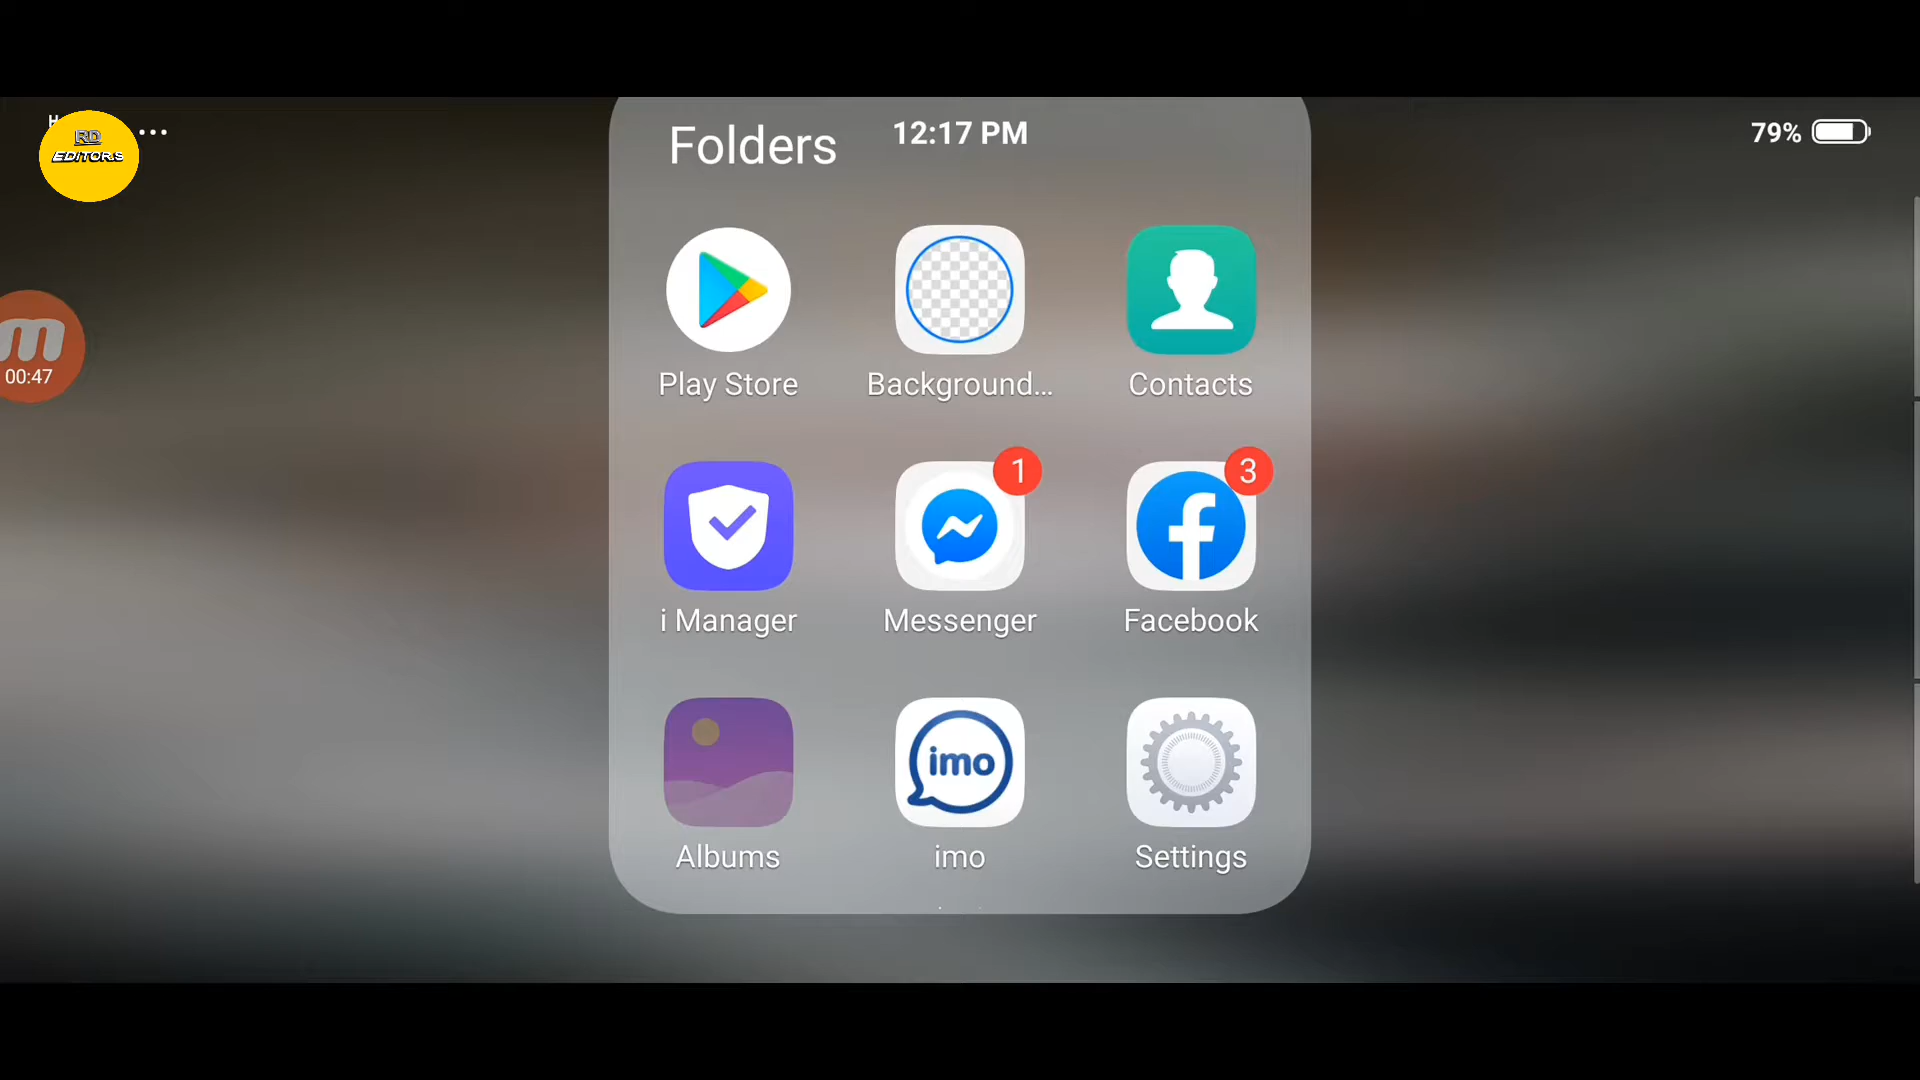 RD
EDITORS
Folders
12:17 PM
79%
00:47
Play Store
Background...
Contacts
1
3
i Manager
Messenger
Facebook
imo
Albums
imo
Settings